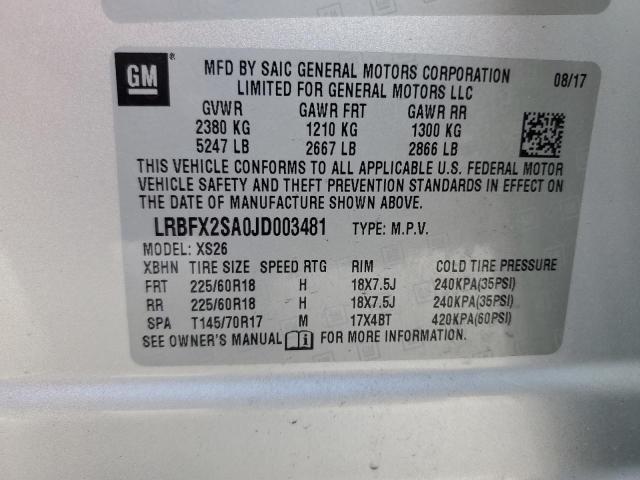 GM
MFD BY SAIC GENERAL MOTORS CORPORATION 08/17
LIMITED FOR GENERAL MOTORS LLC
GVWR GAWR FRT GAWR RR
2380 KG 1210 KG 1300 KG
5247 LB 2667 LB 2866 LB
THIS VEHICLE CONFORMS TO ALL APPLICABLE U.S. FEDERAL MOTOR
VEHICLE SAFETY AND THEFT PREVENTION STANDARDS IN EFFECT ON
THE DATE OF MANUFACTURE SHOWN ABOVE.
LRBFX2SA0JD003481 TYPE: M.P.V.
MODEL: XS26
XBHN TIRE SIZE SPEED RTG RIM COLD TIRE PRESSURE
FRT 225/60R18 H 18X7.5J 240KPA(35PSI)
RR 225/60R18 H 18X7.5J 240KPA(35PSI)
SPA T145/70R17 M 17X4BT 420KPA(60PSI)
SEE OWNER'S MANUAL i FOR MORE INFORMATION.